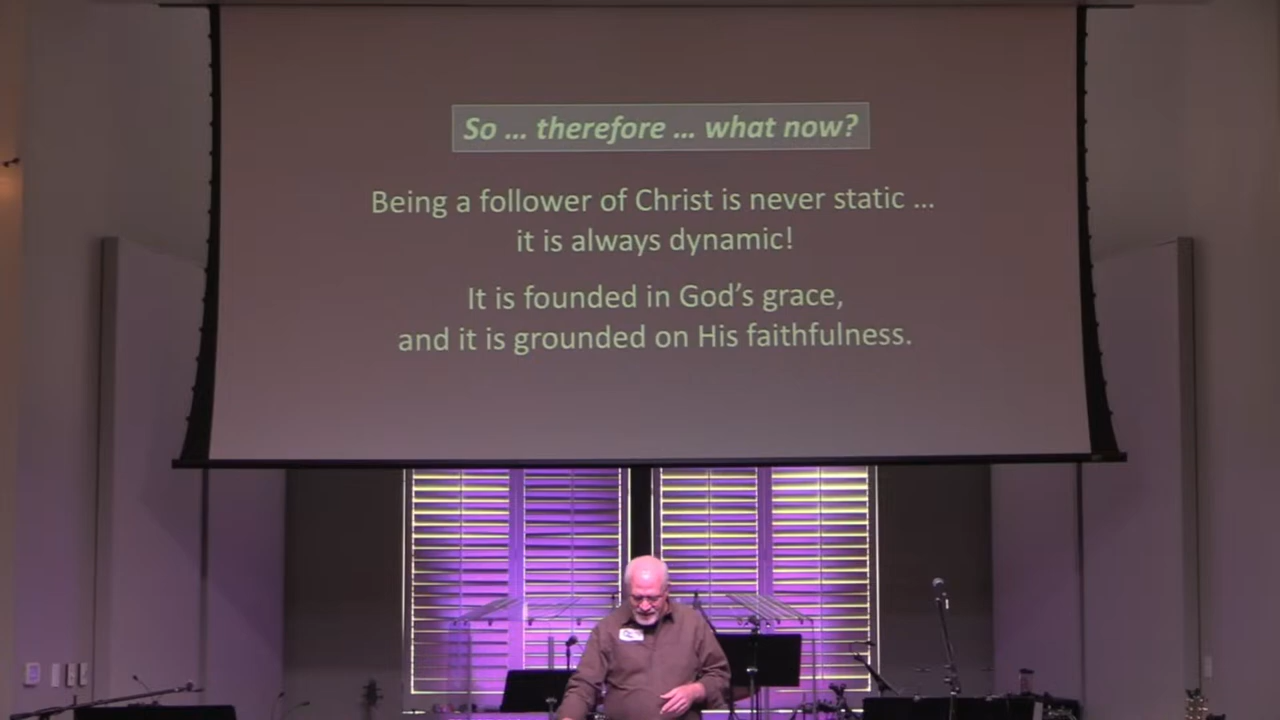 So ... therefore ... what now?
Being a follower of Christ is never static ...
it is always dynamic!
It is founded in God’s grace,
and it is grounded on His faithfulness.